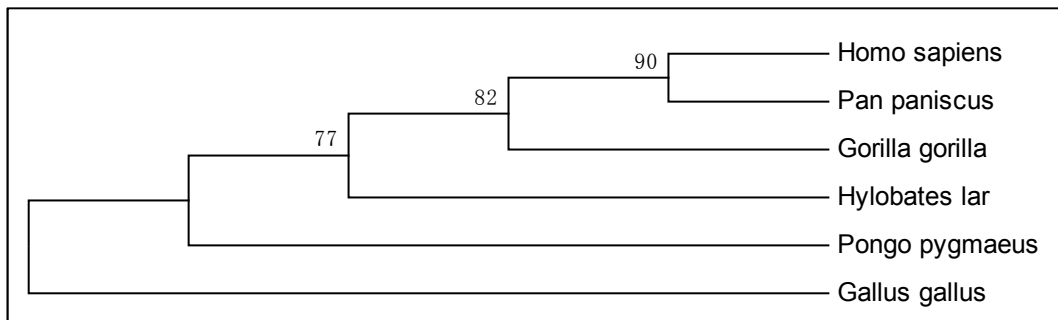 Homo sapiens
90
Pan paniscus
82
Gorilla gorilla
77
Hylobates lar
Pongo pygmaeus
Gallus gallus